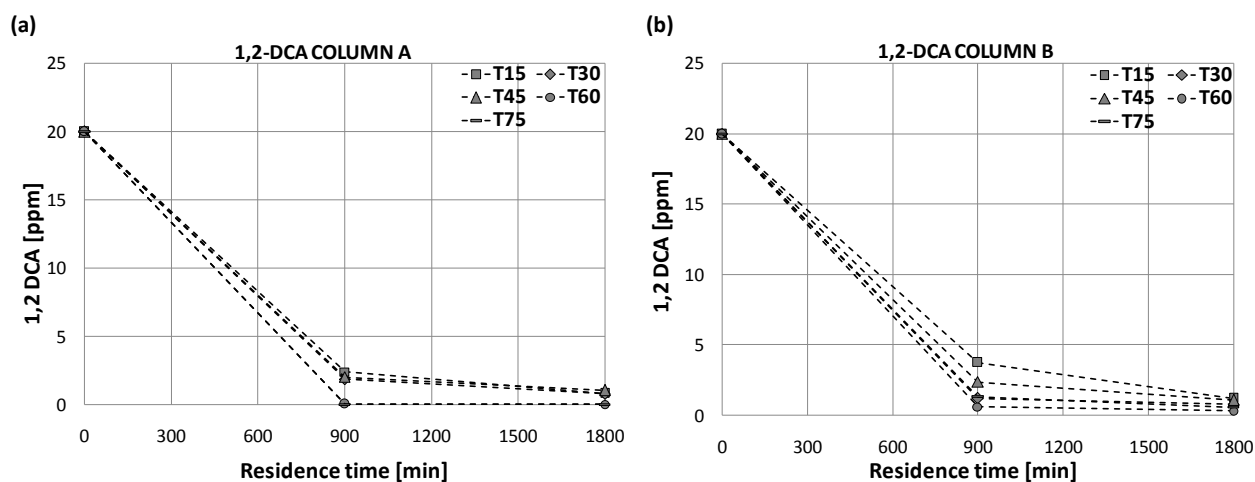 (a)
1,2-DCA COLUMN A
T15 T30
T45 T60
T75
20
15
10
5
0
1,2 DCA [ppm]
0 300 600 900 1200 1500 1800
Residence time [min]
(b)
1,2-DCA COLUMN B
T15 T30
T45 T60
T75
20
15
10
5
0
1,2 DCA [ppm]
0 300 600 900 1200 1500 1800
Residence time [min]